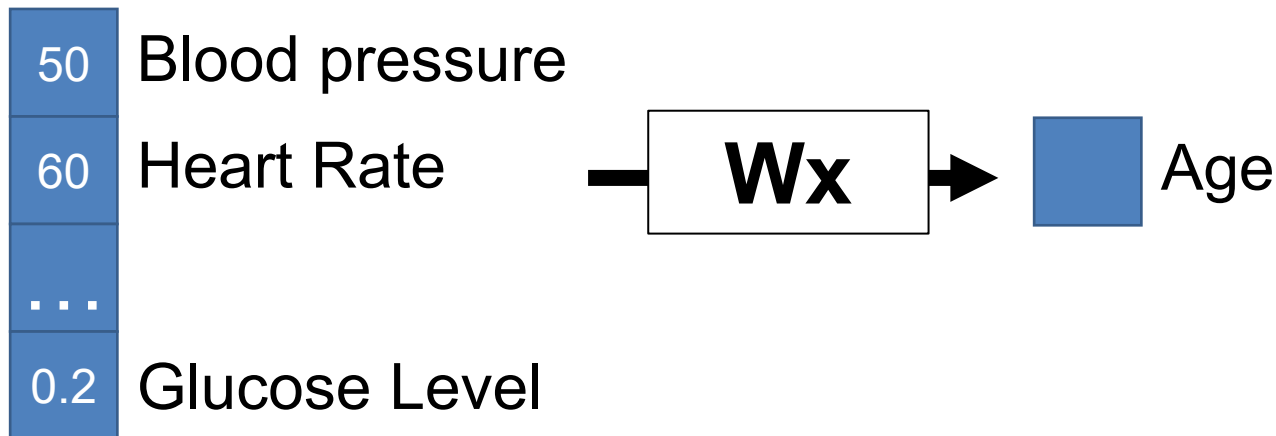 50 Blood pressure
60 Heart Rate
Wx
Age
...
0.2 Glucose Level